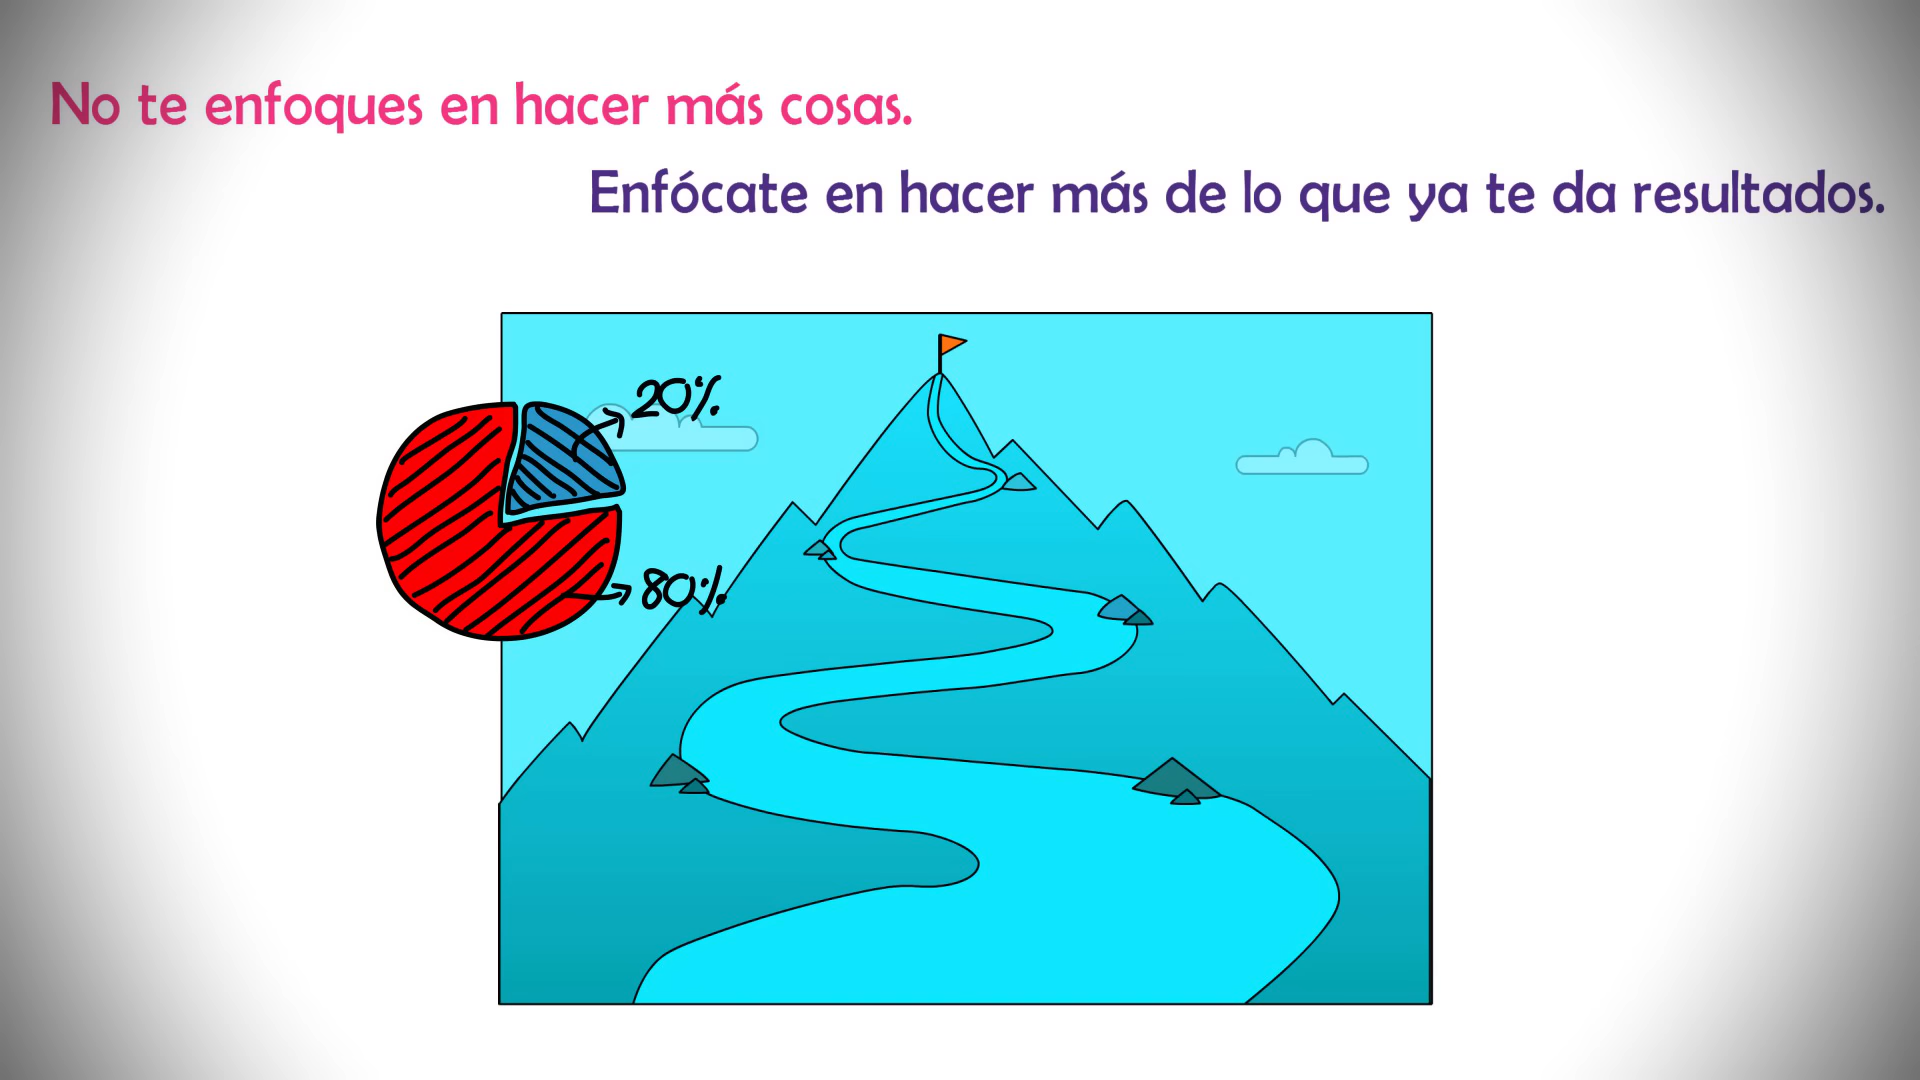 No te enfoques en hacer más cosas.
Enfócate en hacer más de lo que ya te da resultados.
20%
80%